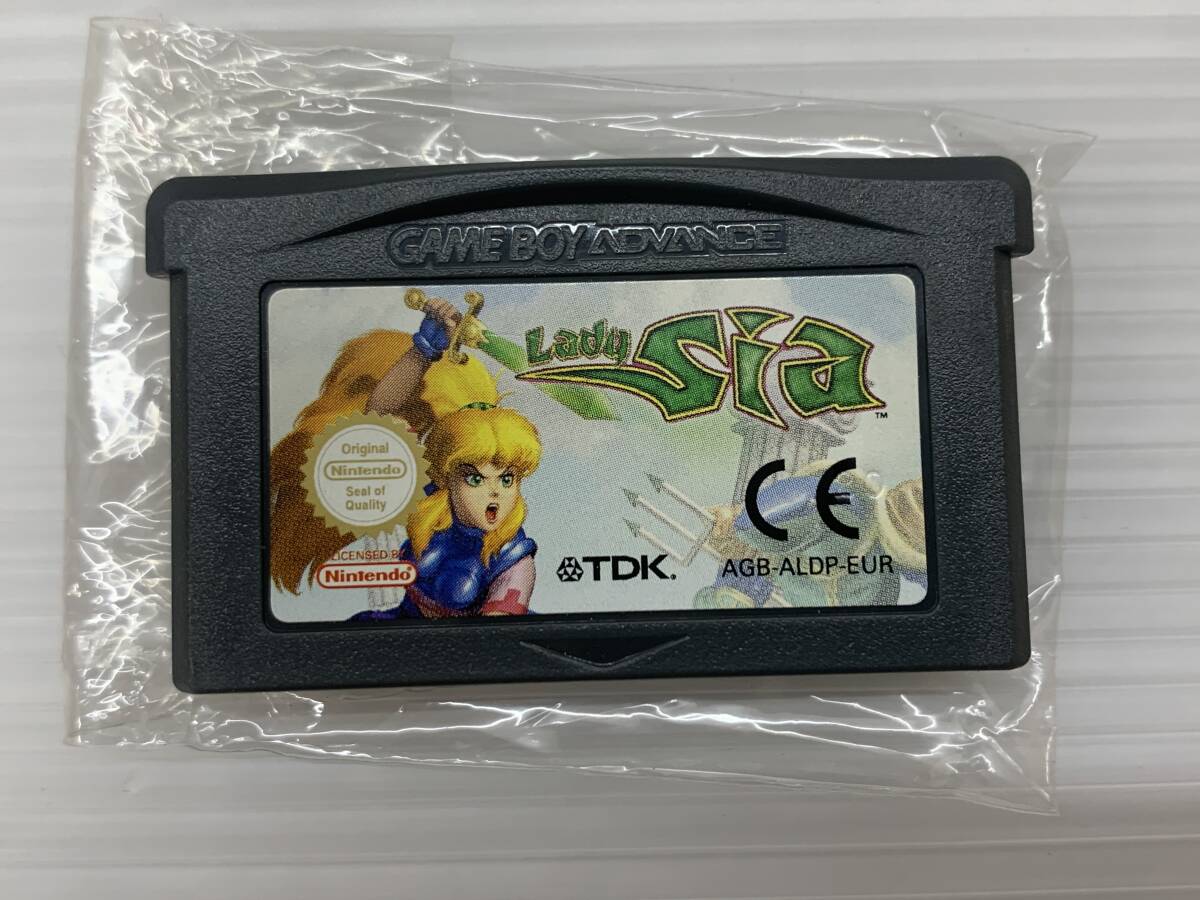 GAME BOY ADVANCE
Lady Sia ™
Original
Nintendo
Seal of
Quality
LICENSED BY
Nintendo
TDK.
CE
AGB-ALDP-EUR